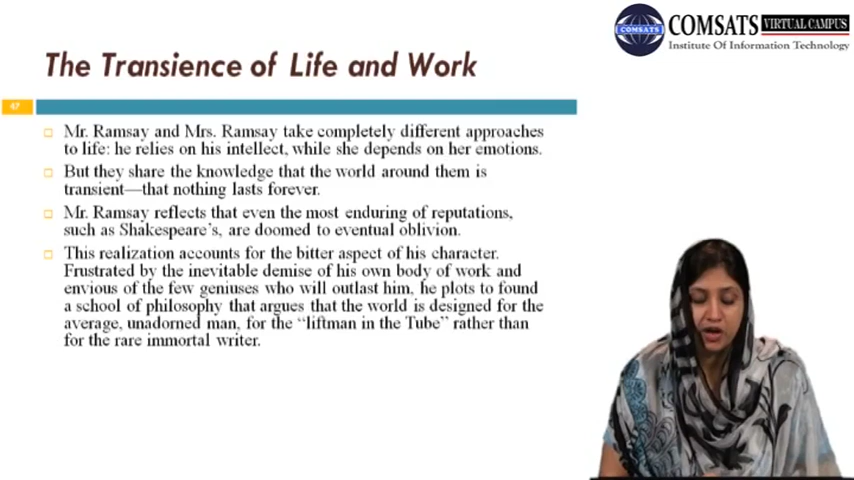 COMSATS VIRTUAL CAMPUS
COMSATS
Institute Of Information Technology
The Transience of Life and Work
47
Mr. Ramsay and Mrs. Ramsay take completely different approaches
to life: he relies on his intellect, while she depends on her emotions.
But they share the knowledge that the world around them is
transient—that nothing lasts forever.
Mr. Ramsay reflects that even the most enduring of reputations,
such as Shakespeare's, are doomed to eventual oblivion.
This realization accounts for the bitter aspect of his character.
Frustrated by the inevitable demise of his own body of work and
envious of the few geniuses who will outlast him, he plots to found
a school of philosophy that argues that the world is designed for the
average, unadorned man, for the “liftman in the Tube” rather than
for the rare immortal writer.